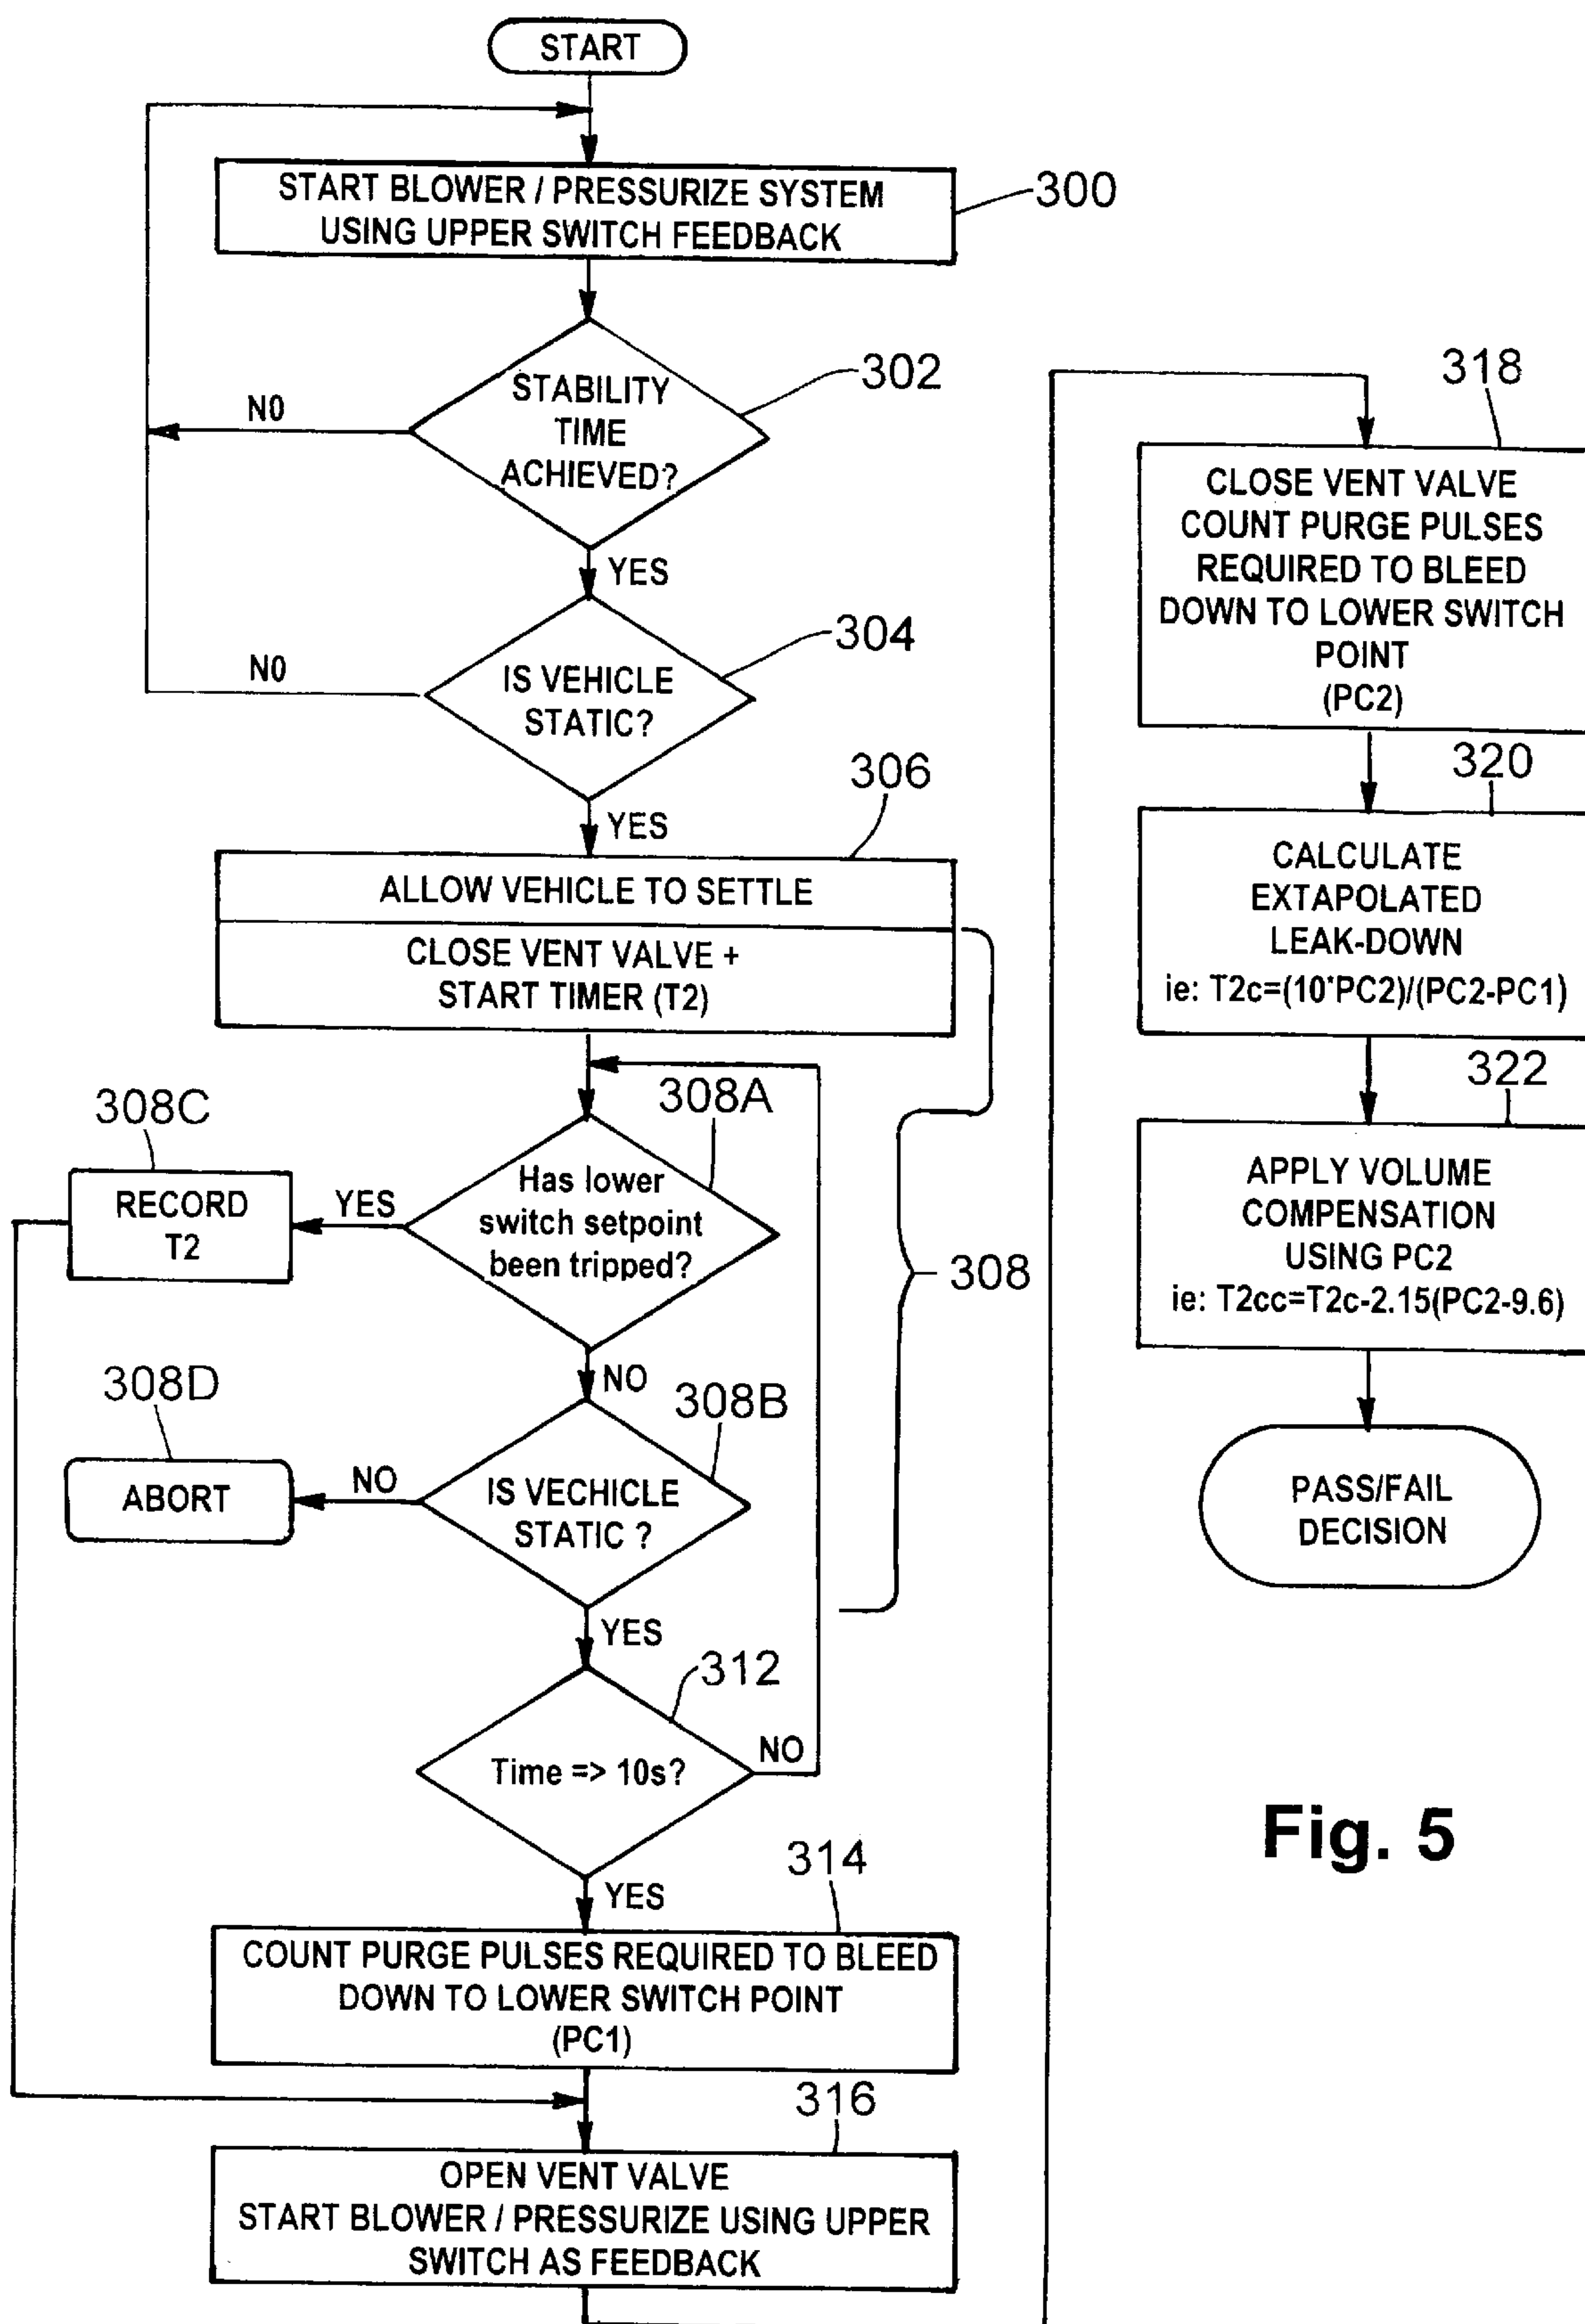 START
START BLOWER / PRESSURIZE SYSTEM
USING UPPER SWITCH FEEDBACK
300
STABILITY
TIME
ACHIEVED?
302
N0
YES
IS VEHICLE
STATIC?
304
N0
YES
306
ALLOW VEHICLE TO SETTLE
CLOSE VENT VALVE +
START TIMER (T2)
308A
Has lower
switch setpoint
been tripped?
YES
308C
RECORD
T2
308
NO
308B
IS VECHICLE
STATIC ?
NO
308D
ABORT
YES
312
Time => 10s?
NO
YES
314
COUNT PURGE PULSES REQUIRED TO BLEED
DOWN TO LOWER SWITCH POINT
(PC1)
316
OPEN VENT VALVE
START BLOWER / PRESSURIZE USING UPPER
SWITCH AS FEEDBACK
318
CLOSE VENT VALVE
COUNT PURGE PULSES
REQUIRED TO BLEED
DOWN TO LOWER SWITCH
POINT
(PC2)
320
CALCULATE
EXTAPOLATED
LEAK-DOWN
ie: T2c=(10*PC2)/(PC2-PC1)
322
APPLY VOLUME
COMPENSATION
USING PC2
ie: T2cc=T2c-2.15(PC2-9.6)
PASS/FAIL
DECISION
Fig. 5